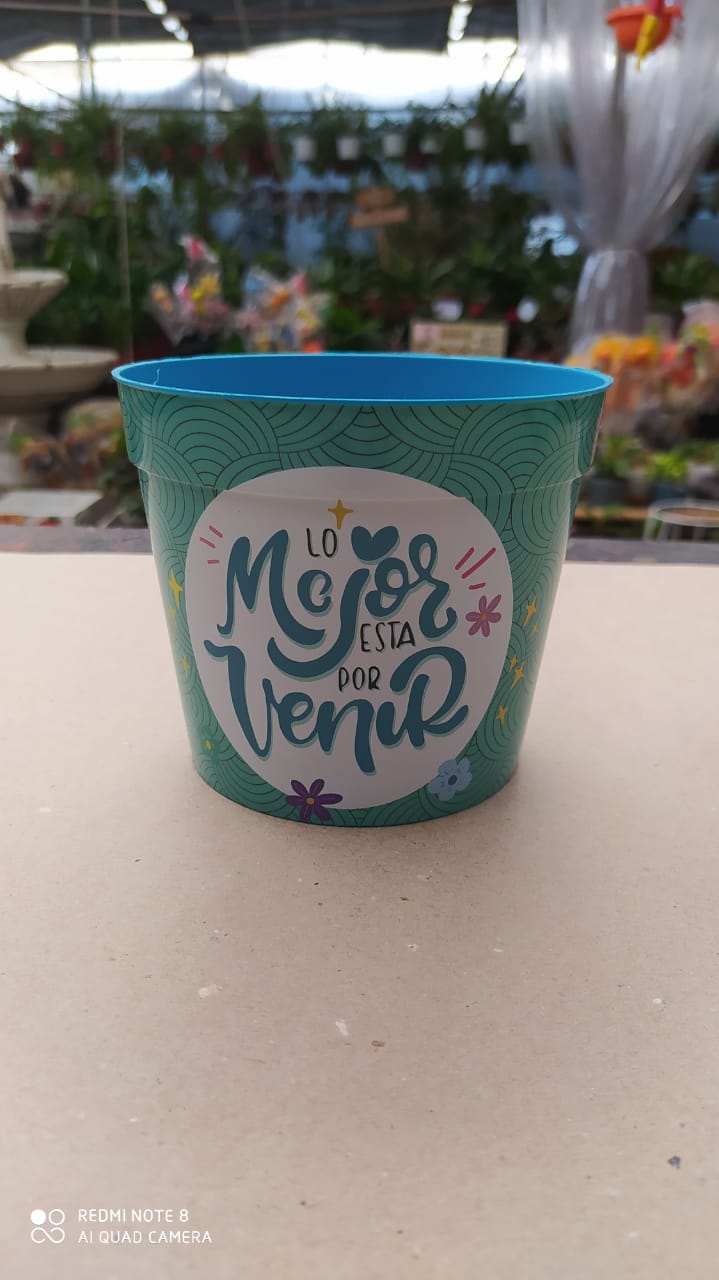 LO
Mejor
ESTA
POR
VeniR
REDMI NOTE 8
AI QUAD CAMERA